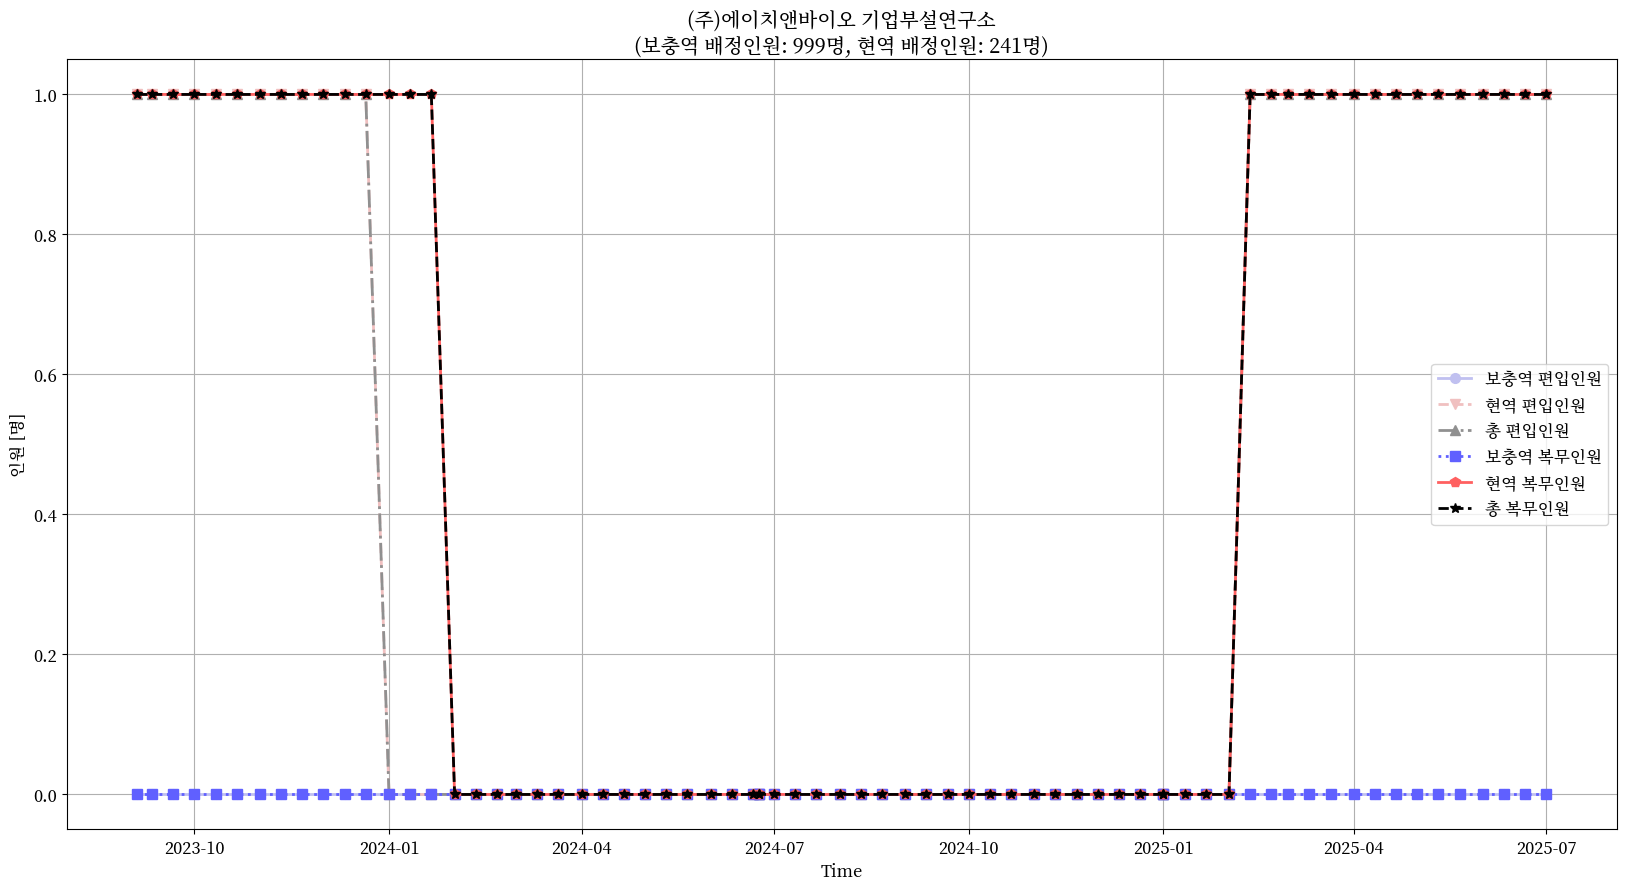 (주)에이치앤바이오 기업부설연구소
(보충역 배정인원: 999명, 현역 배정인원: 241명)
인원 [명]
1.0
0.8
0.6
0.4
0.2
0.0
보충역 편입인원
현역 편입인원
총 편입인원
보충역 복무인원
현역 복무인원
총 복무인원
2023-10
2024-01
2024-04
2024-07
2024-10
2025-01
2025-04
2025-07
Time